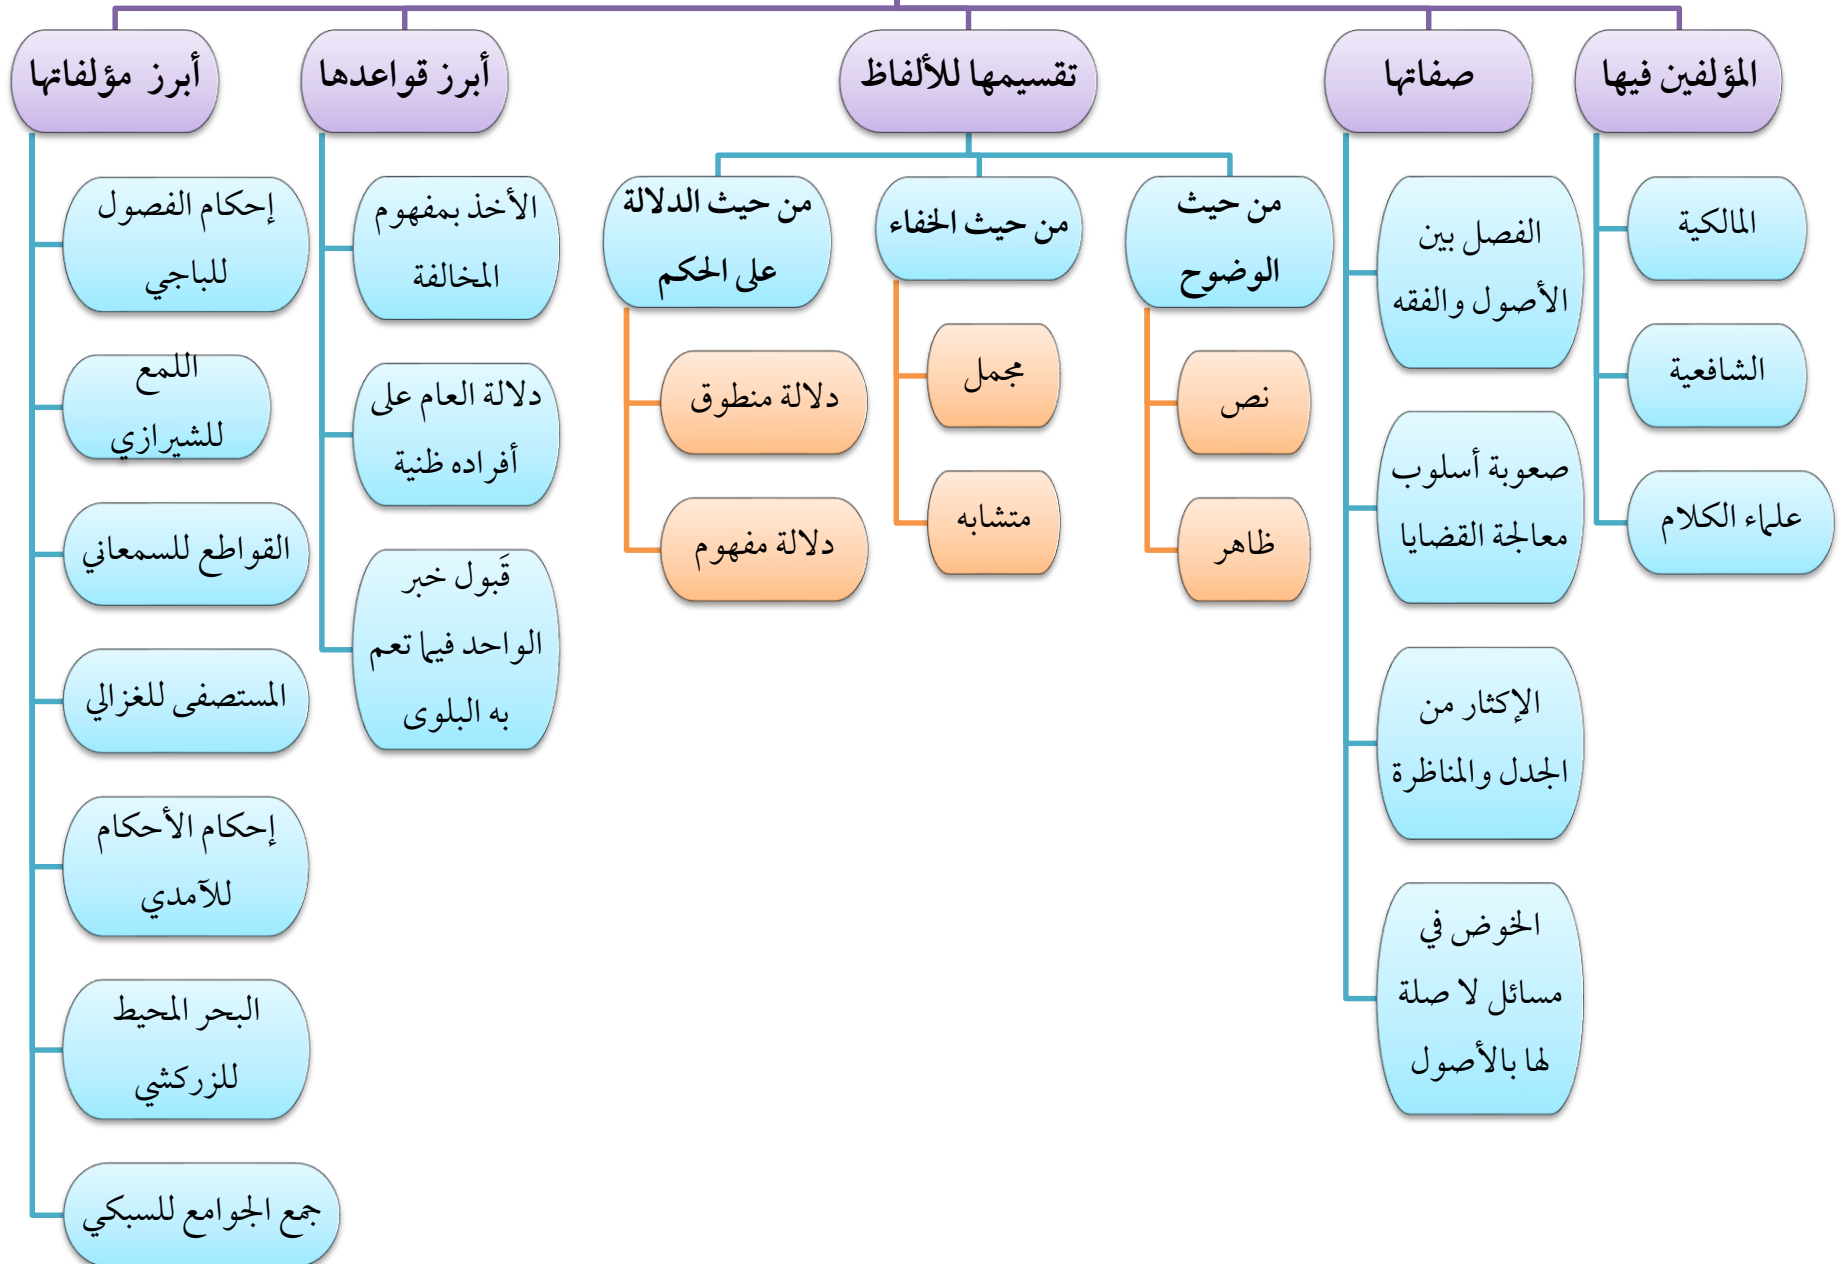 المؤلفين فيها
المالكية
الشافعية
علماء الكلام
صفاتها
الفصل بين
الأصول والفقه
صعوبة أسلوب
معالجة القضايا
الإكثار من
الجدل والمناظرة
الخوض في
مسائل لا صلة
لها بالأصول
تقسيمها للألفاظ
من حيث
الوضوح
نص
ظاهر
من حيث الخفاء
مجمل
متشابه
من حيث الدلالة
على الحكم
دلالة منطوق
دلالة مفهوم
أبرز قواعدها
الأخذ بمفهوم
المخالفة
دلالة العام على
أفراده ظنية
قَبول خبر
الواحد فيما تعم
به البلوى
أبرز مؤلفاتها
إحكام الفصول
للباجي
اللمع
للشيرازي
القواطع للسمعاني
المستصفى للغزالي
إحكام الأحكام
للآمدي
البحر المحيط
للزركشي
جمع الجوامع للسبكي